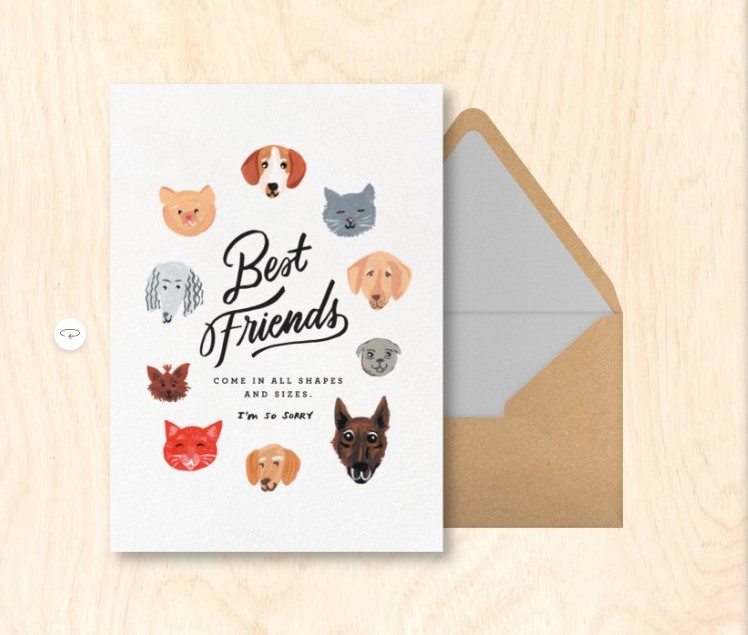 Best
Friends
COME IN ALL SHAPES
AND SIZES.
I'm so SORRY